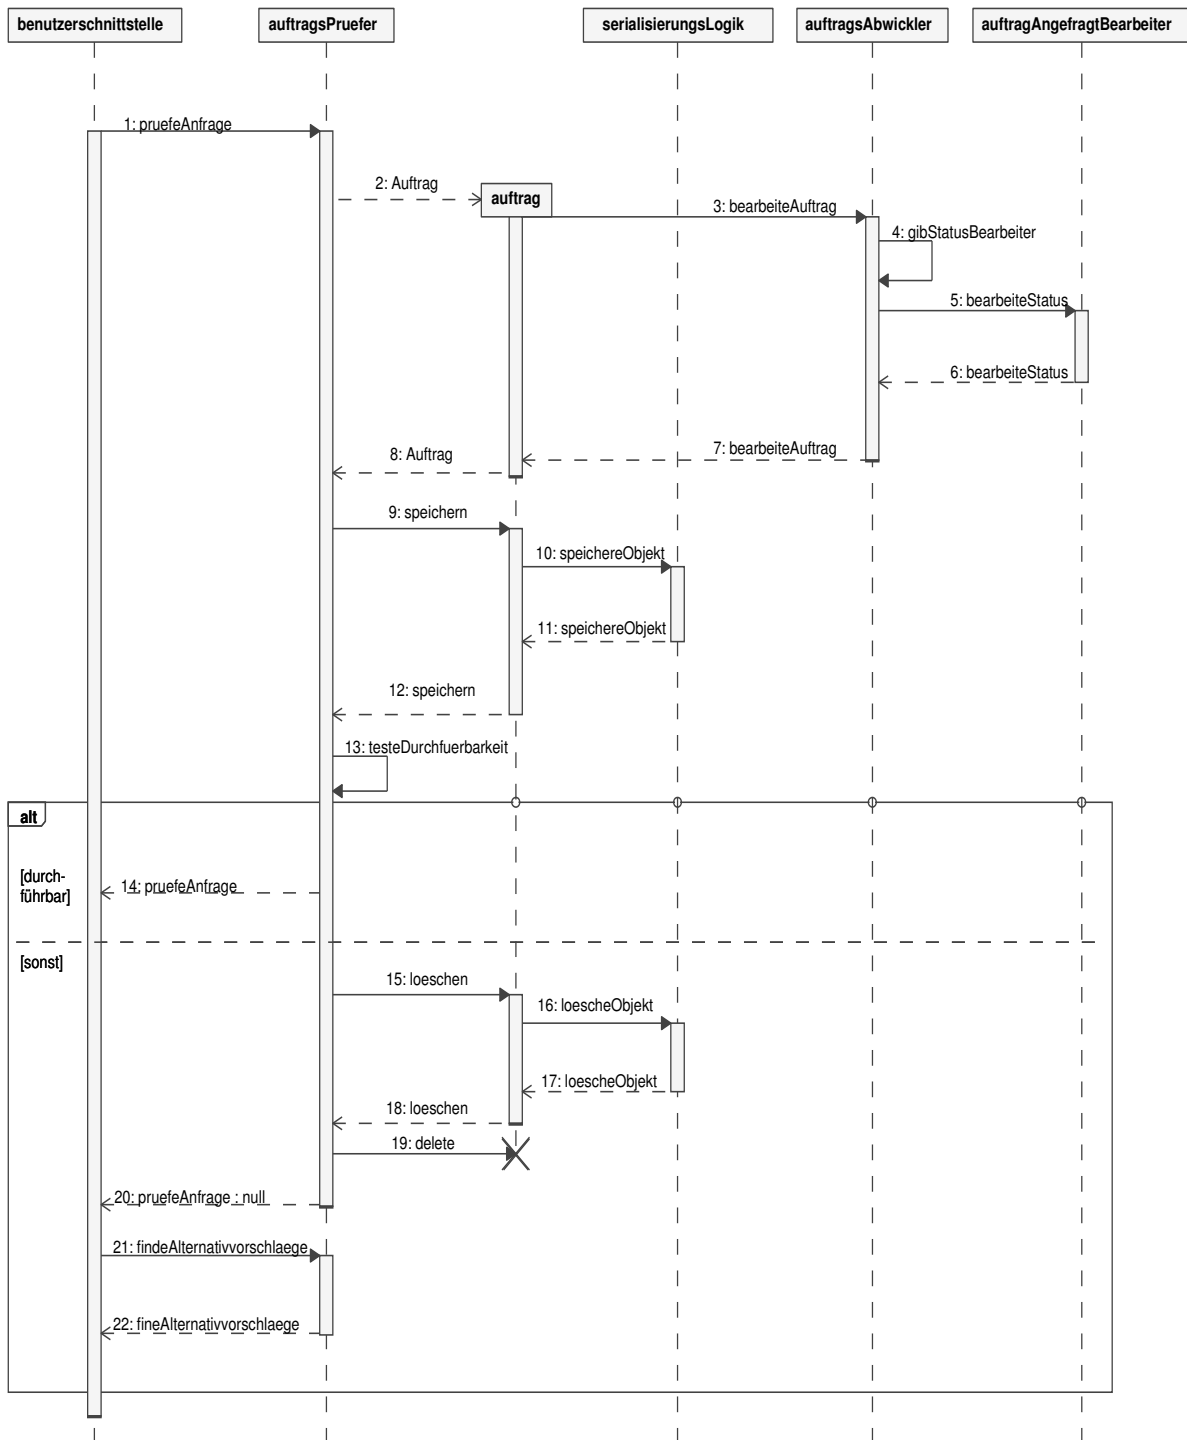 benutzerschnittstelle
auftragsPruefer
serialisierungsLogik
auftragsAbwickler
auftragAngefragtBearbeiter
1: pruefeAnfrage
2: Auftrag
auftrag
3: bearbeiteAuftrag
4: gibStatusBearbeiter
5: bearbeiteStatus
6: bearbeiteStatus
7: bearbeiteAuftrag
8: Auftrag
9: speichern
10: speichereObjekt
11: speichereObjekt
12: speichern
13: testeDurchfuerbarkeit
alt
[durch-
führbar]
14: pruefeAnfrage
[sonst]
15: loeschen
16: loescheObjekt
17: loescheObjekt
18: loeschen
19: delete
20: pruefeAnfrage : null
21: findeAlternativvorschlaege
22: fineAlternativvorschlaege